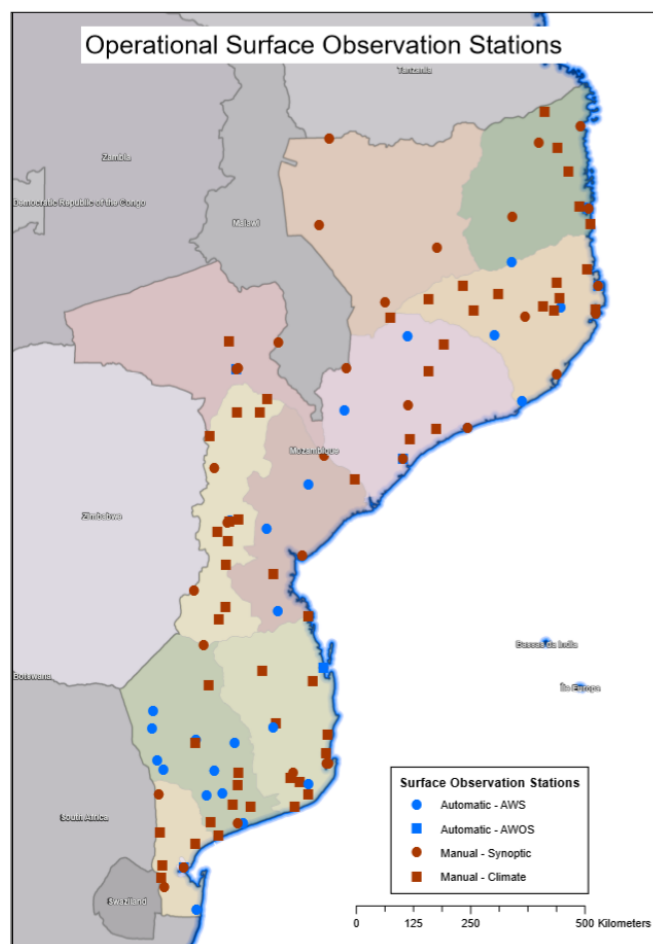 Operational Surface Observation Stations
Tanzania
Zambia
Democratic Republic of the Congo
Malawi
Mozambique
Zimbabwe
Bassas da India
Botswana
Île Europa
Surface Observation Stations
Automatic - AWS
Automatic - AWOS
South Africa
Manual - Synoptic
Manual - Climate
Swaziland
0 125 250 500 Kilometers